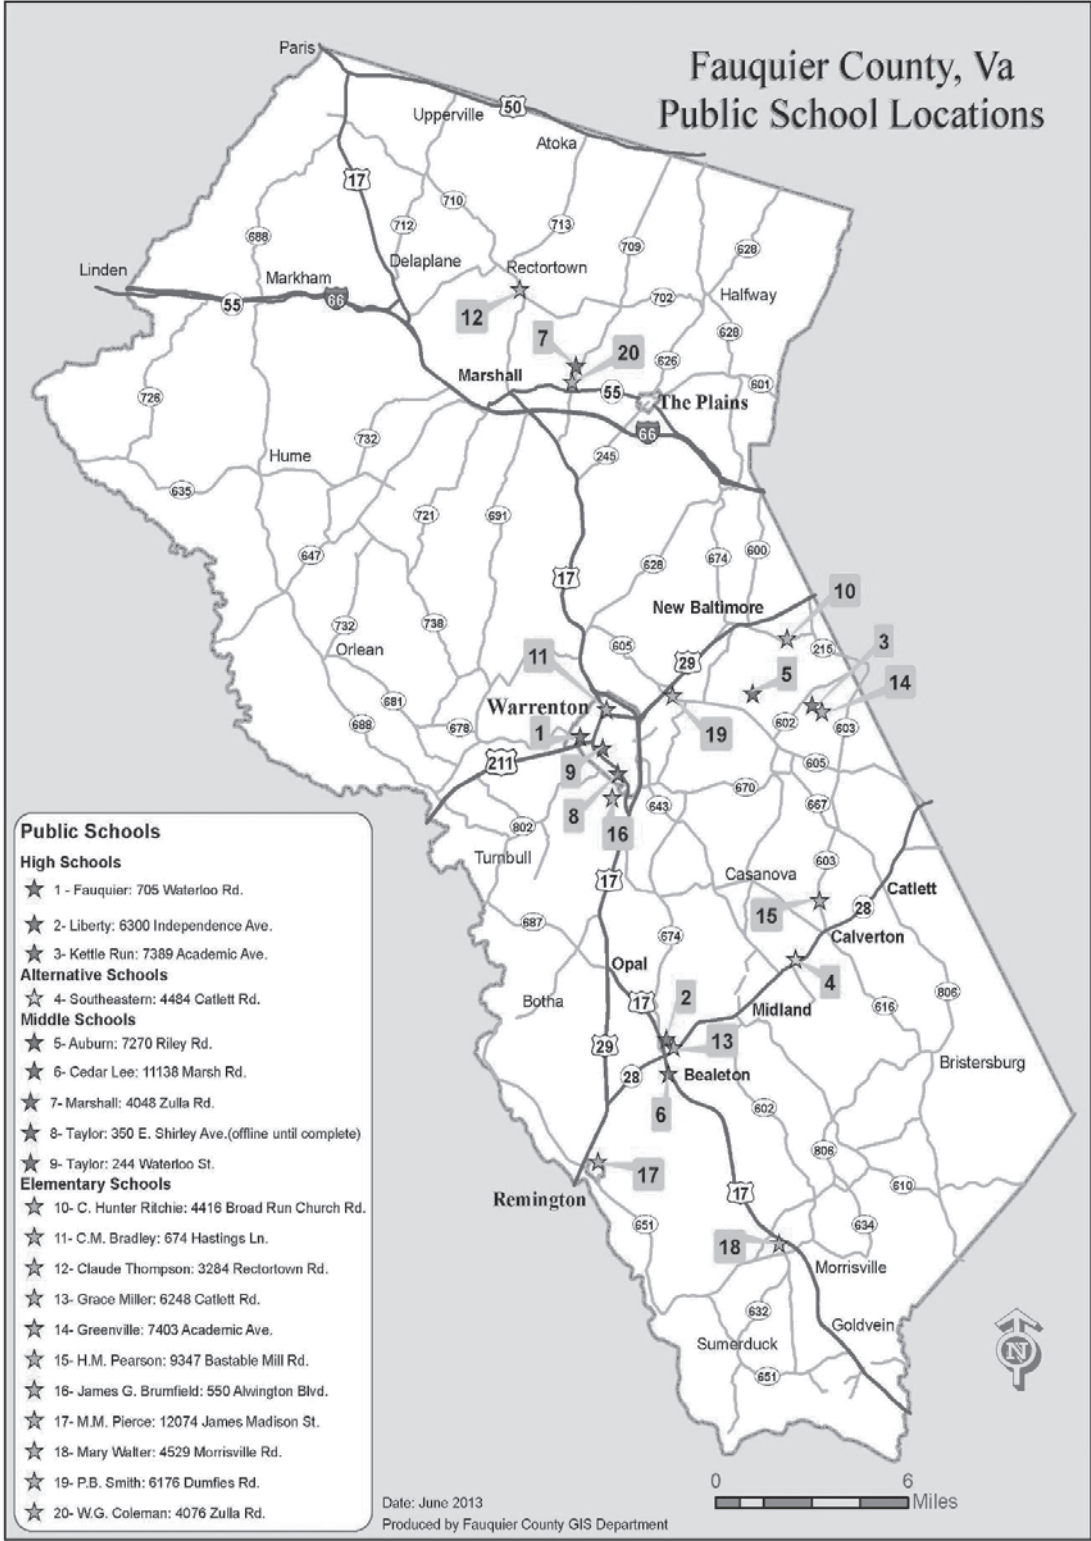 Fauquier County, Va
Public School Locations
Paris
Upperville
50
Atoka
17
710
712
713
688
709
628
Delaplane
Rectortown
Linden
Markham
66
55
702
Halfway
12
7
20
628
626
Marshall
55
601
The Plains
726
66
732
245
Hume
635
721
691
647
628
674
600
17
10
New Baltimore
732
738
605
215
3
Orlean
11
29
5
14
681
Warrenton
688
678
1
19
602
603
211
9
605
670
643
667
8
802
16
Turnbull
603
17
Casanova
Catlett
15
28
687
674
Calverton
Opal
4
806
Botha
17
2
Midland
616
29
13
Bristersburg
28
Bealeton
6
602
806
17
610
17
Remington
651
634
18
Morrisville
632
Goldvein
Sumerduck
651
N
Public Schools
High Schools
1 - Fauquier: 705 Waterloo Rd.
2- Liberty: 6300 Independence Ave.
3- Kettle Run: 7389 Academic Ave.
Alternative Schools
4- Southeastern: 4484 Catlett Rd.
Middle Schools
5- Auburn: 7270 Riley Rd.
6- Cedar Lee: 11138 Marsh Rd.
7- Marshall: 4048 Zulla Rd.
8- Taylor: 350 E. Shirley Ave.(offline until complete)
9- Taylor: 244 Waterloo St.
Elementary Schools
10- C. Hunter Ritchie: 4416 Broad Run Church Rd.
11- C.M. Bradley: 674 Hastings Ln.
12- Claude Thompson: 3284 Rectortown Rd.
13- Grace Miller: 6248 Catlett Rd.
14- Greenville: 7403 Academic Ave.
15- H.M. Pearson: 9347 Bastable Mill Rd.
16- James G. Brumfield: 550 Alwington Blvd.
17- M.M. Pierce: 12074 James Madison St.
18- Mary Walter: 4529 Morrisville Rd.
19- P.B. Smith: 6176 Dumfies Rd.
20- W.G. Coleman: 4076 Zulla Rd.
0 6
Miles
Date: June 2013
Produced by Fauquier County GIS Department